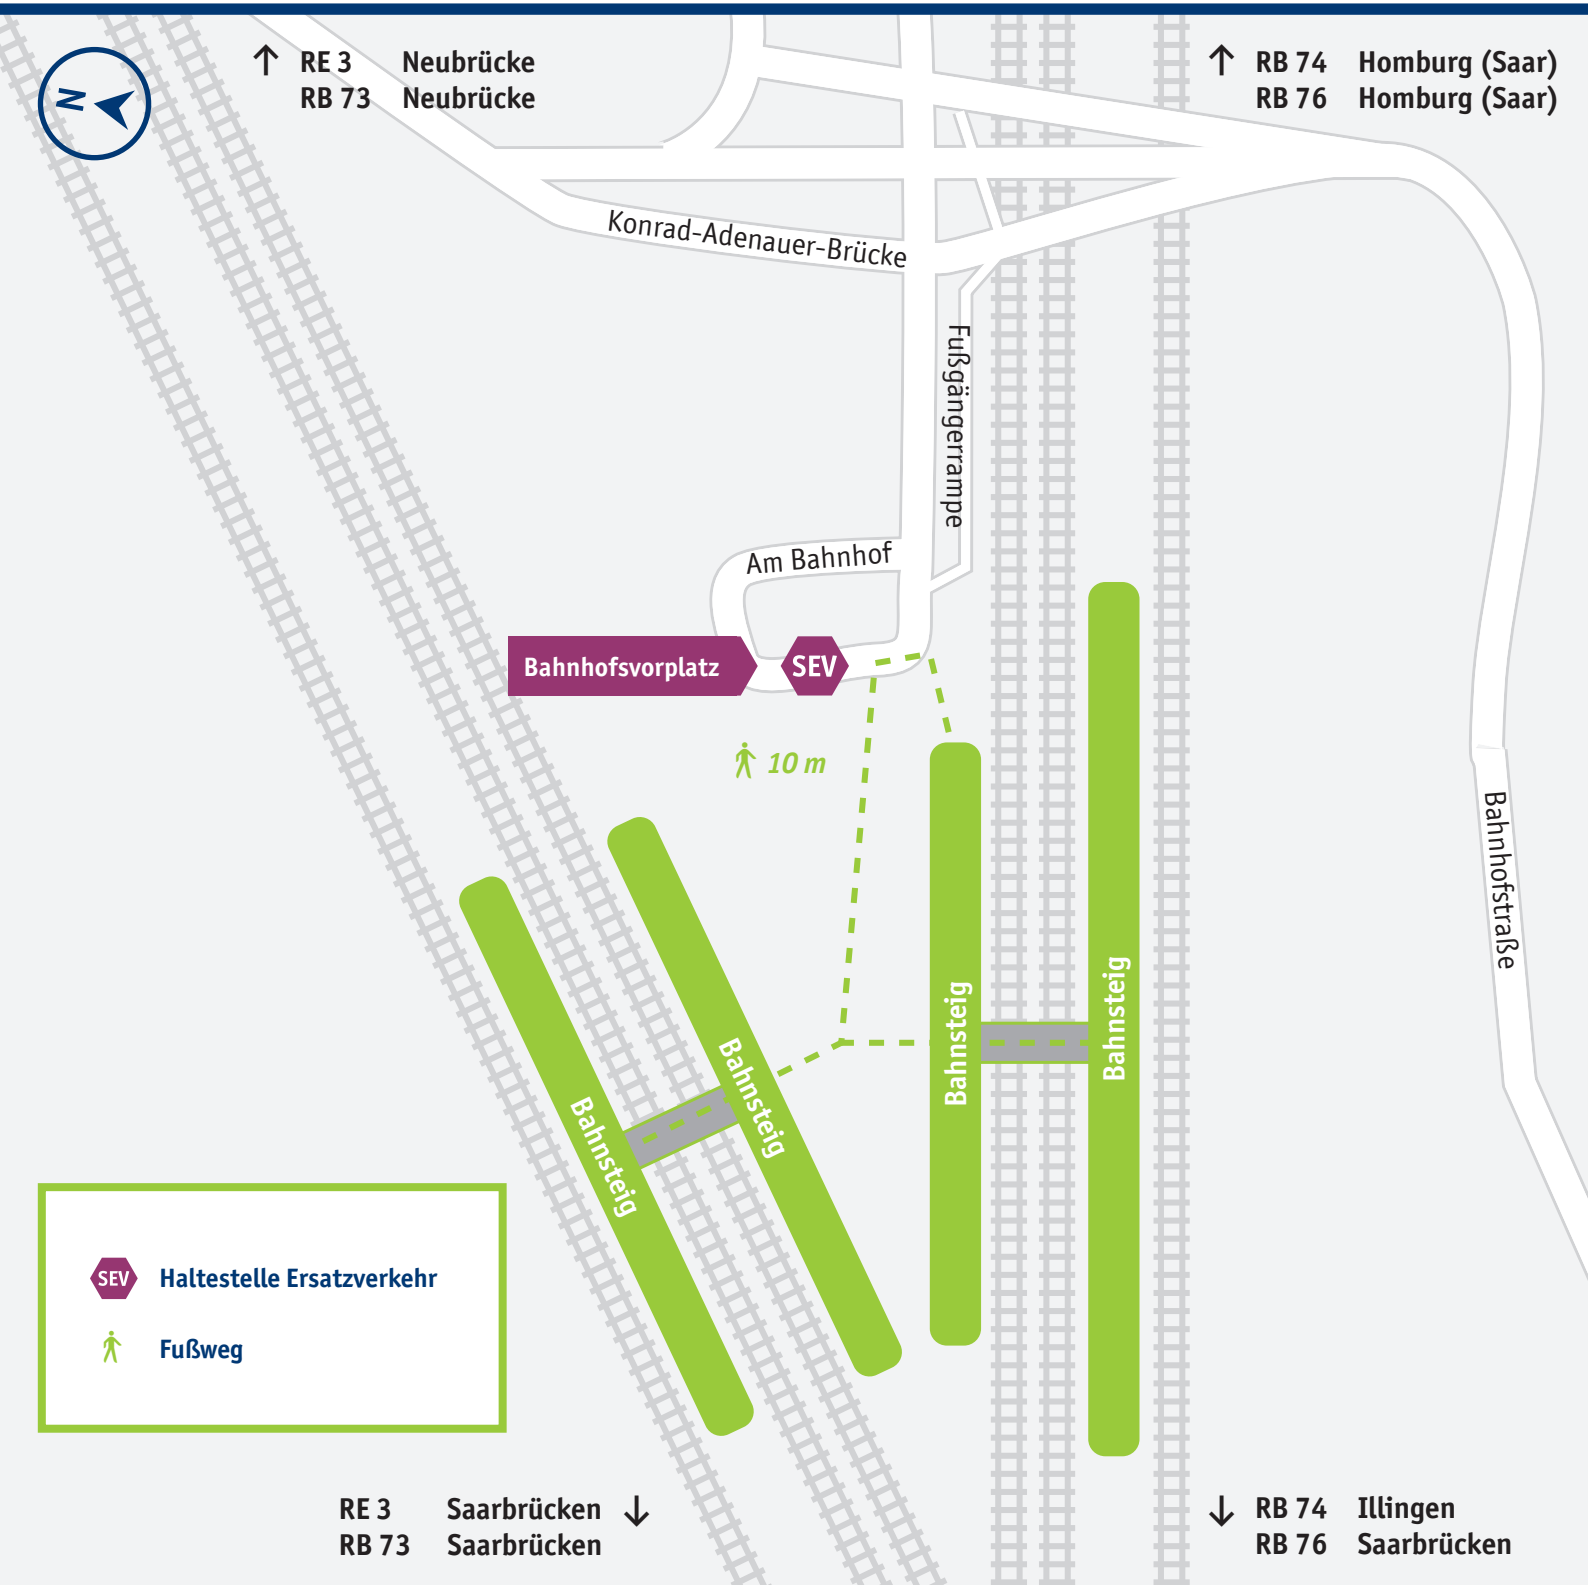 N
RE 3 Neubrücke
RB 73 Neubrücke
RB 74 Homburg (Saar)
RB 76 Homburg (Saar)
Konrad-Adenauer-Brücke
Fußgängerrampe
Am Bahnhof
Bahnhofsvorplatz
SEV
10 m
Bahnhofstraße
Bahnsteig
Bahnsteig
Bahnsteig
Bahnsteig
SEV Haltestelle Ersatzverkehr
Fußweg
RE 3 Saarbrücken
RB 73 Saarbrücken
RB 74 Illingen
RB 76 Saarbrücken